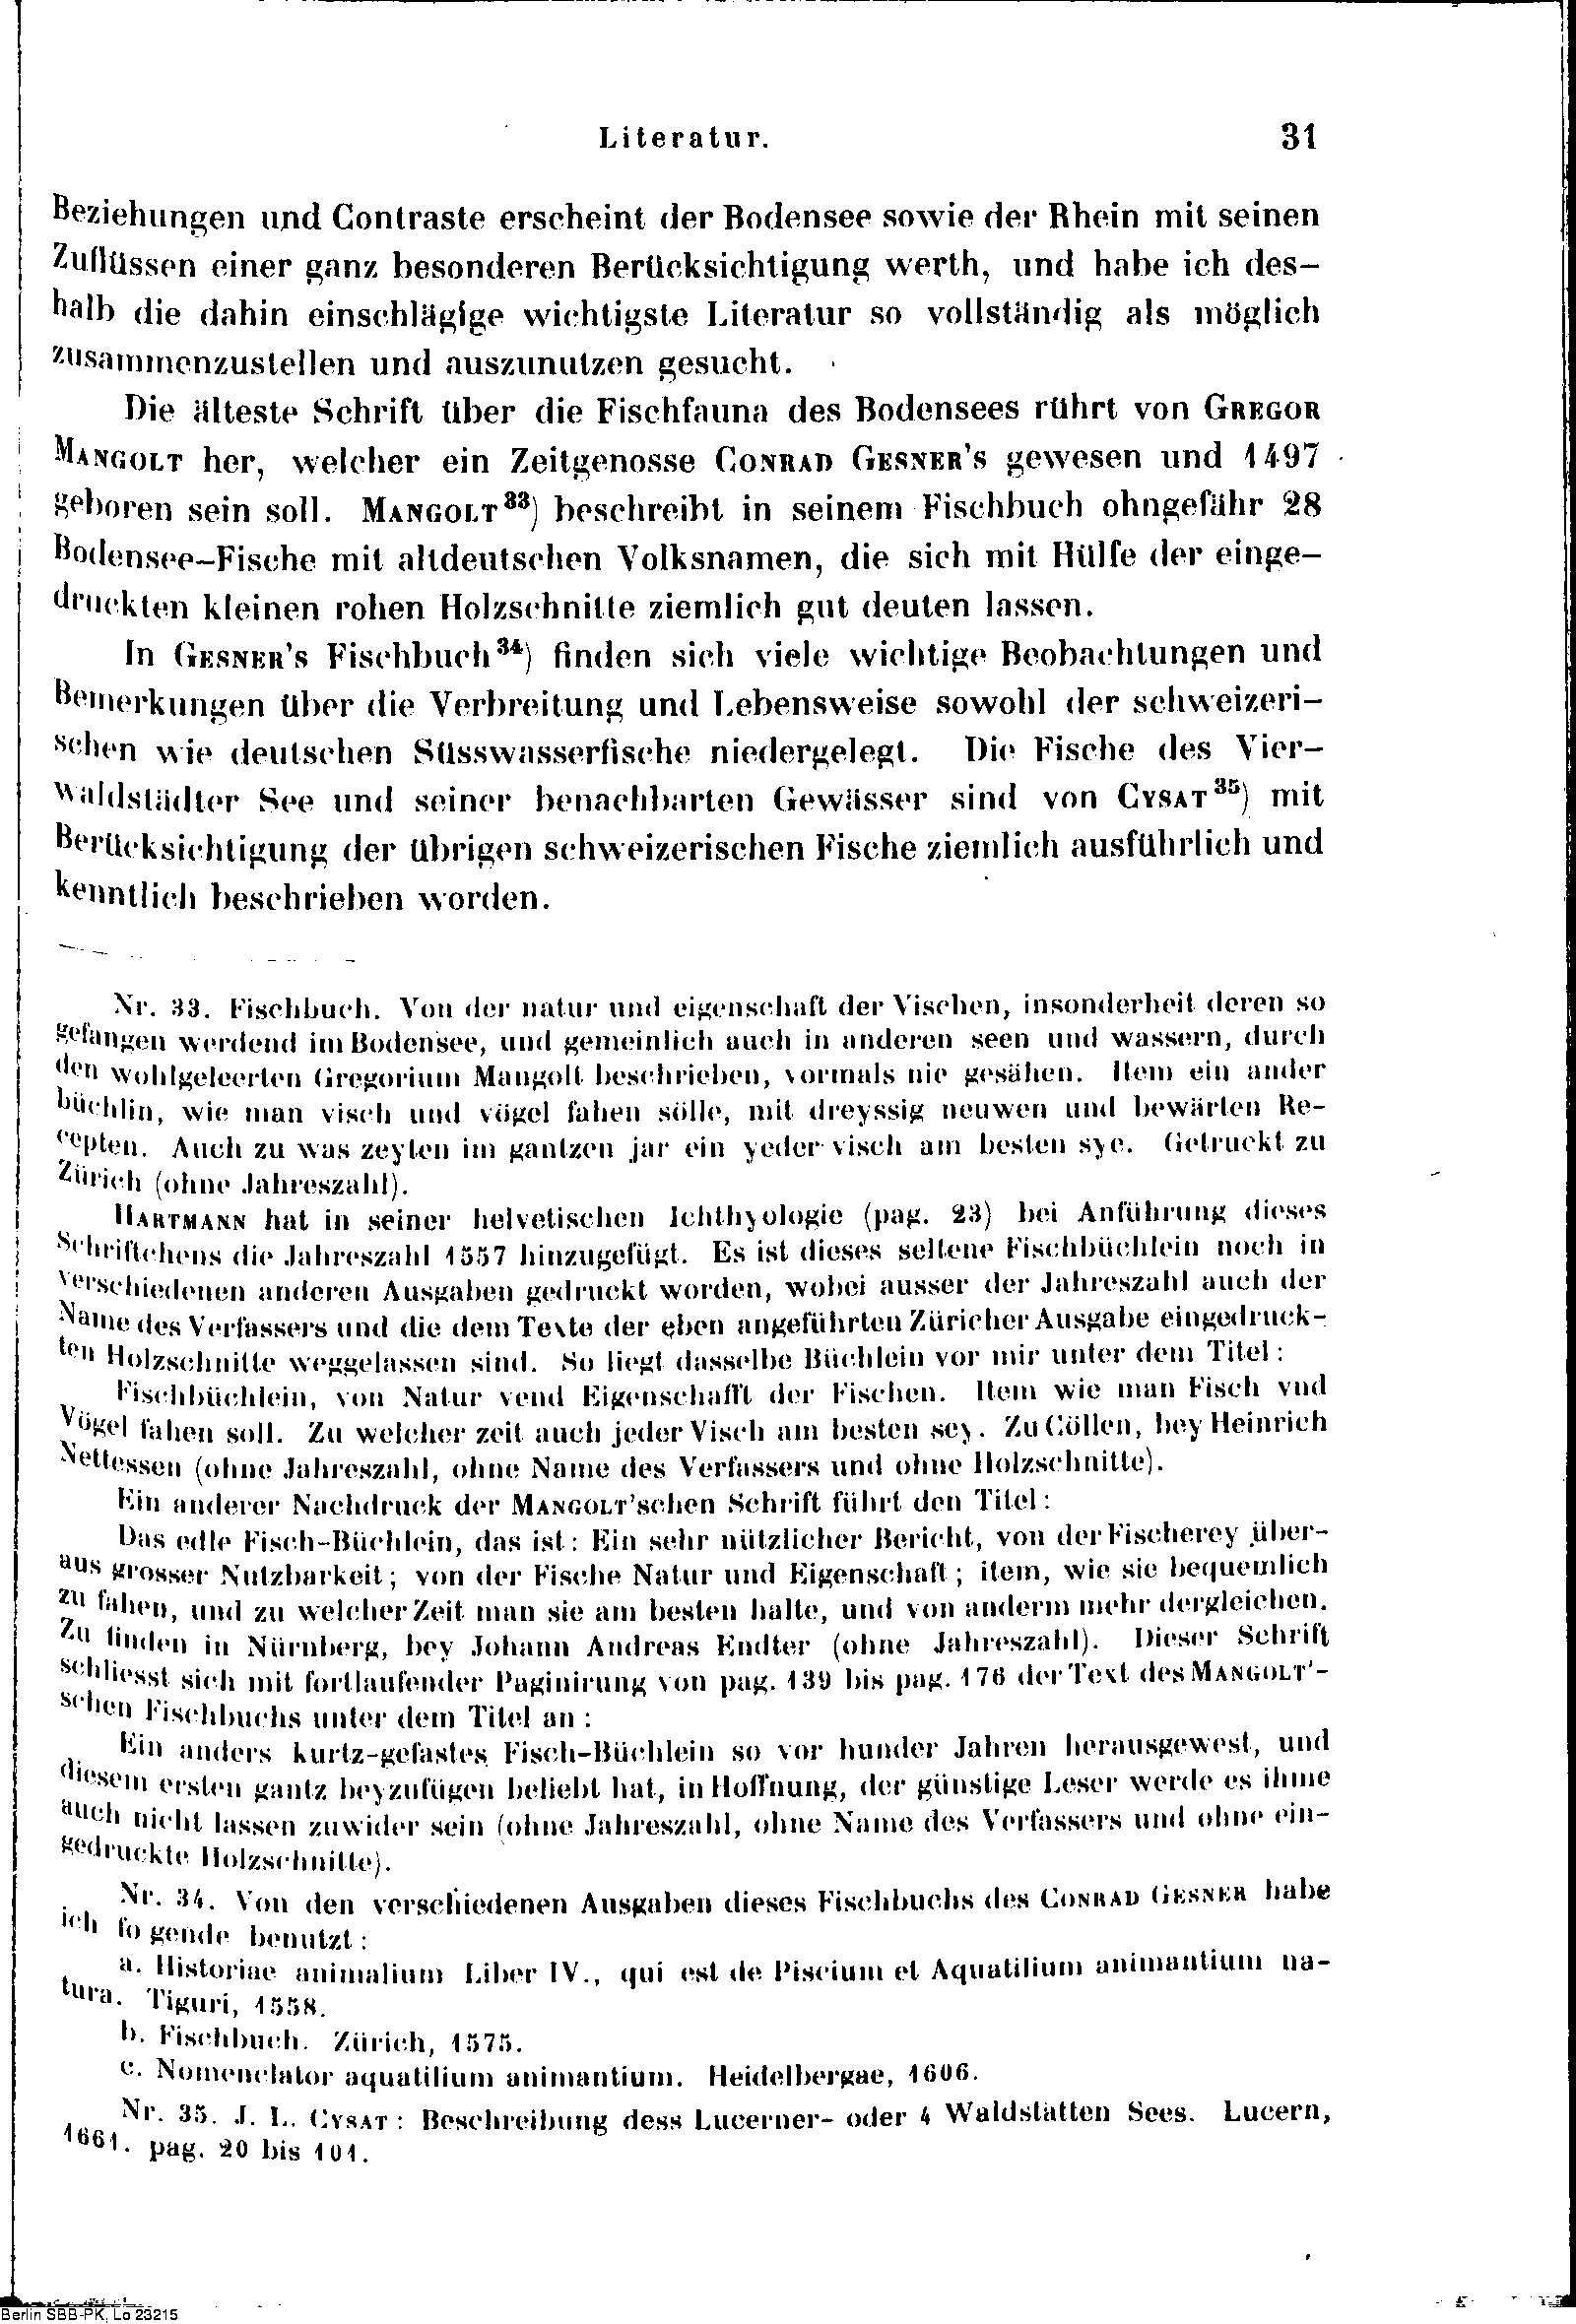 Literatur. 31
Beziehungen und Contraste erscheint der Bodensee sowie der Rhein mit seinen
Zuflüssen einer ganz besonderen Berücksichtigung werth, und habe ich des-
halb die dahin einschlägige wichtigste Literatur so vollständig als möglich
zusammenzustellen und auszunutzen gesucht.
Die älteste Schrift über die Fischfauna des Bodensees rührt von GREGOR
MANGOLT her, welcher ein Zeitgenosse CONRAD GESNER'S gewesen und 1497
geboren sein soll. MANGOLT33) beschreibt in seinem Fischbuch ohngefähr 28
Bodensee-Fische mit altdeutschen Volksnamen, die sich mit Hülfe der einge-
druckten kleinen rohen Holzschnitte ziemlich gut deuten lassen.
In GESNER'S Fischbuch34) finden sich viele wichtige Beobachtungen und
Bemerkungen über die Verbreitung und Lebensweise sowohl der schweizeri-
schen wie deutschen Süsswasserfische niedergelegt. Die Fische des Vier-
waldstädter See und seiner benachbarten Gewässer sind von CYSAT35) mit
Berücksichtigung der übrigen schweizerischen Fische ziemlich ausführlich und
kenntlich beschrieben worden.
Nr. 33. Fischbuch. Von der natur und eigenschaft der Vischen, insonderheit deren so
gefangen werdend im Bodensee, und gemeinlich auch in anderen seen und wassern, durch
den wohlgeleerten Gregorium Mangolt beschrieben, vormals nie gesähen. Item ein ander
büchlin, wie man visch und vögel fahen sölle, mit dreyssig neuwen und bewärten Re-
cepten. Auch zu was zeyten im gantzen jar ein yeder visch am besten sye. Getruckt zu
Zürich (ohne Jahreszahl).
HARTMANN hat in seiner helvetischen Ichthyologie (pag. 23) bei Anführung dieses
Schriftchens die Jahreszahl 1557 hinzugefügt. Es ist dieses seltene Fischbüchlein noch in
verschiedenen anderen Ausgaben gedruckt worden, wobei ausser der Jahreszahl auch der
Name des Verfassers und die dem Texte der eben angeführten Züricher Ausgabe eingedruck-
ten Holzschnitte weggelassen sind. So liegt dasselbe Büchlein vor mir unter dem Titel:
Fischbüchlein, von Natur vend Eigenschafft der Fischen. Item wie man Fisch vnd
Vögel fahen soll. Zu welcher zeit auch jeder Visch am besten sey. Zu Cöllen, bey Heinrich
Nettessen (ohne Jahreszahl, ohne Name des Verfassers und ohne Holzschnitte).
Ein anderer Nachdruck der MANGOLT'schen Schrift führt den Titel:
Das edle Fisch-Büchlein, das ist: Ein sehr nützlicher Bericht, von der Fischerey über-
aus grosser Nutzbarkeit; von der Fische Natur und Eigenschaft; item, wie sie bequemlich
zu fahen, und zu welcher Zeit man sie am besten halte, und von anderm mehr dergleichen.
Zu finden in Nürnberg, bey Johann Andreas Endter (ohne Jahreszahl). Dieser Schrift
schliesst sich mit fortlaufender Paginirung von pag. 139 bis pag. 176 der Text des MANGOLT'-
schen Fischbuchs unter dem Titel an:
Ein anders kurtz-gefastes Fisch-Büchlein so vor hunder Jahren herausgewest, und
diesem ersten gantz beyzufügen beliebt hat, in Hoffnung, der günstige Leser werde es ihme
auch nicht lassen zuwider sein (ohne Jahreszahl, ohne Name des Verfassers und ohne ein-
gedruckte Holzschnitte).
Nr. 34. Von den verschiedenen Ausgaben dieses Fischbuchs des CONRAD GESNER habe
ich fo gende benutzt:
a. Historiae animalium Liber IV., qui est de Piscium et Aquatilium animantium na-
tura. Tiguri, 1558.
b. Fischbuch. Zürich, 1575.
c. Nomenclator aquatilium animantium. Heidelbergae, 1606.
Nr. 35. J. L. CYSAT: Beschreibung dess Lucerner- oder 4 Waldstätten Sees. Lucern,
1661. pag. 20 bis 101.
Berlin SBB-PK, Lo 23215